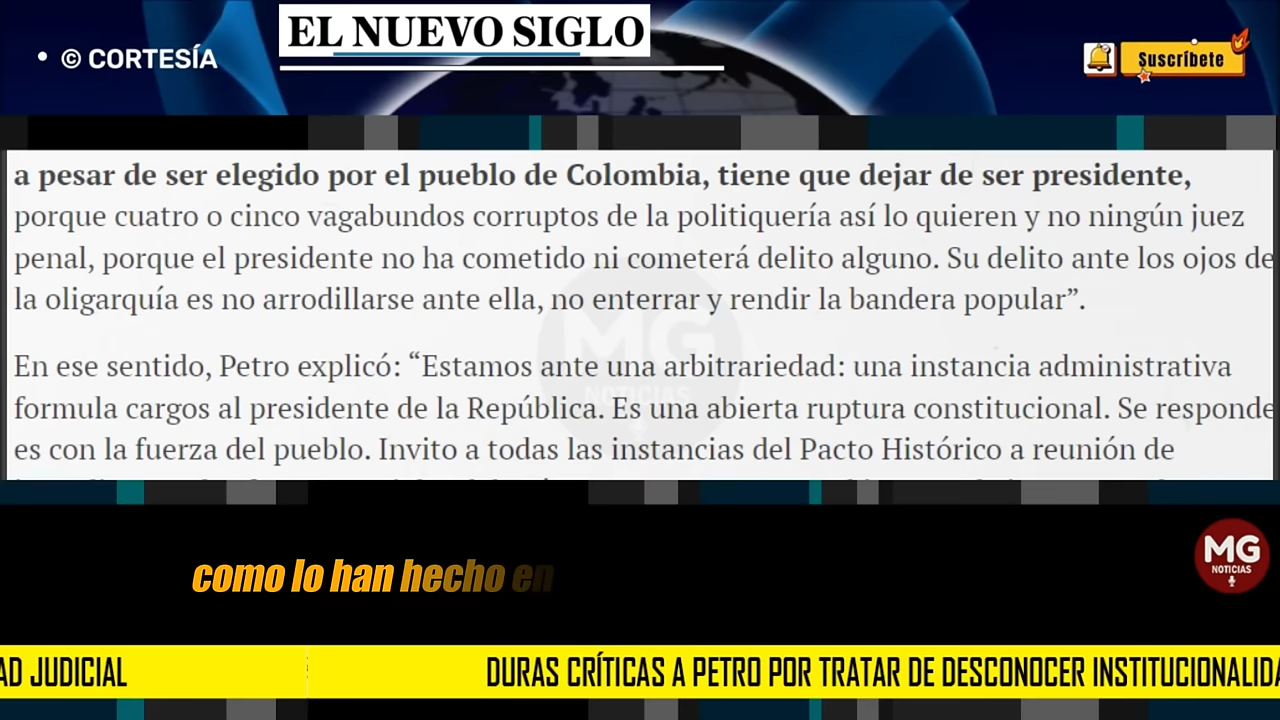 EL NUEVO SIGLO
• © CORTESÍA
Suscríbete
a pesar de ser elegido por el pueblo de Colombia, tiene que dejar de ser presidente,
porque cuatro o cinco vagabundos corruptos de la politiquería así lo quieren y no ningún juez
penal, porque el presidente no ha cometido ni cometerá delito alguno. Su delito ante los ojos de
la oligarquía es no arrodillarse ante ella, no enterrar y rendir la bandera popular”.
En ese sentido, Petro explicó: “Estamos ante una arbitrariedad: una instancia administrativa
formula cargos al presidente de la República. Es una abierta ruptura constitucional. Se responde
es con la fuerza del pueblo. Invito a todas las instancias del Pacto Histórico a reunión de
MG
NOTICIAS
como lo han hecho en
MG
NOTICIAS
AD JUDICIAL DURAS CRÍTICAS A PETRO POR TRATAR DE DESCONOCER INSTITUCIONALIDA